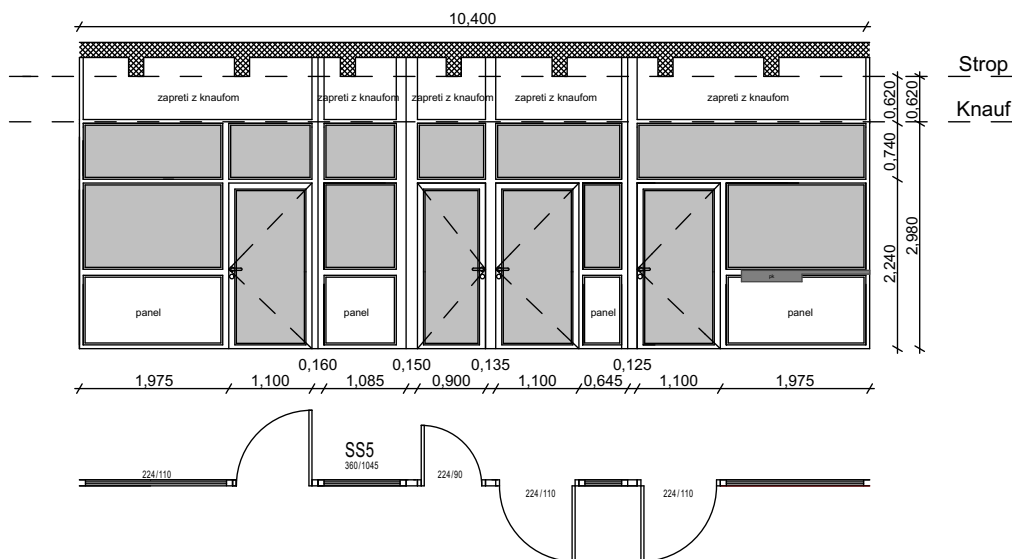 10,400
Strop
zapreti z knaufom
zapreti z knaufom
zapreti z knaufom
zapreti z knaufom
zapreti z knaufom
0,620
0,620
Knauf
0,740
2,240
2,980
pk
panel
panel
panel
panel
0,160
0,150
0,135
0,125
1,975
1,100
1,085
0,900
1,100
0,645
1,100
1,975
SS5
360/1045
224/110
224/90
224/110
224/110